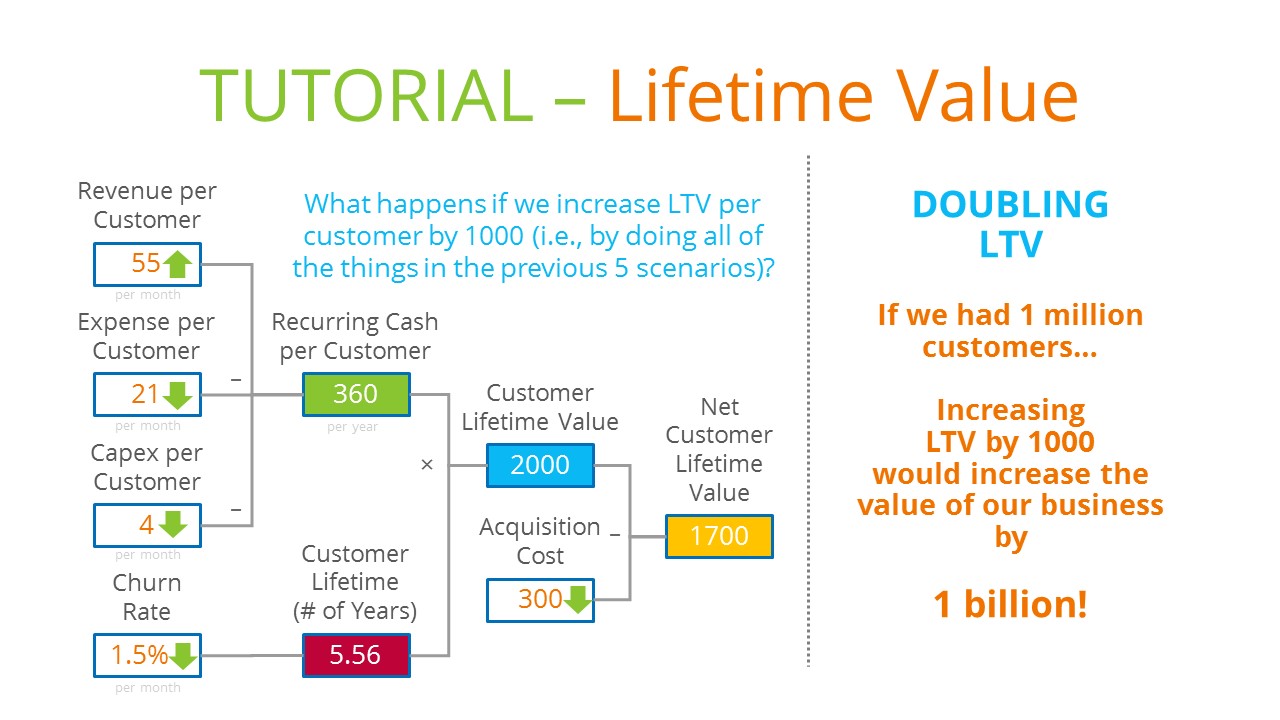 TUTORIAL – Lifetime Value
Revenue per
Customer
55
per month
Expense per
Customer
21
per month
–
Capex per
Customer
4
per month
–
Churn
Rate
1.5%
per month
What happens if we increase LTV per
customer by 1000 (i.e., by doing all of
the things in the previous 5 scenarios)?
Recurring Cash
per Customer
360
per year
Customer
Lifetime
(# of Years)
5.56
×
Customer
Lifetime Value
2000
Acquisition
Cost
300
–
Net
Customer
Lifetime
Value
1700
DOUBLING
LTV
If we had 1 million
customers...
Increasing
LTV by 1000
would increase the
value of our business
by
1 billion!